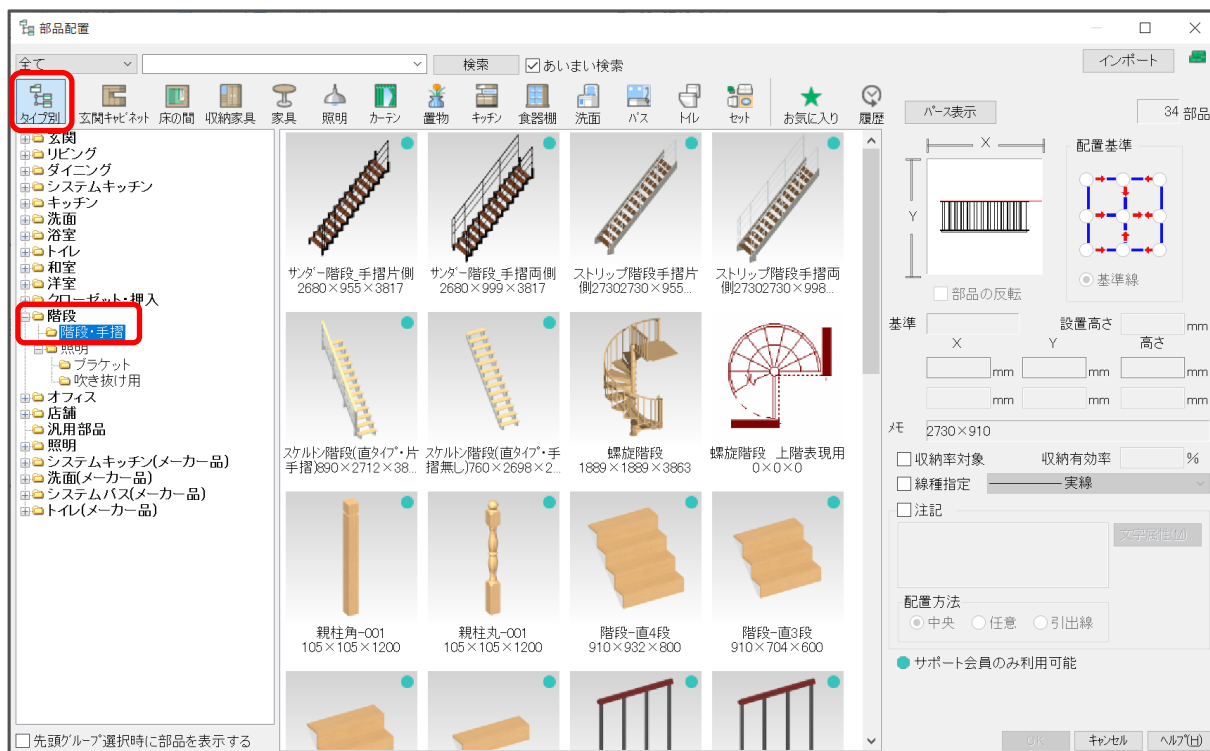 部品配置
全て
検索
あいまい検索
インポート
タイプ別
玄関キャビネット
床の間
収納家具
家具
照明
カーテン
置物
キッチン
食器棚
洗面
バス
トイレ
セット
お気に入り
履歴
パース表示
34 部品
玄関
リビング
ダイニング
システムキッチン
キッチン
洗面
浴室
トイレ
和室
洋室
クローゼット・押入
階段
階段・手摺
照明
ブラケット
吹き抜け用
オフィス
店舗
汎用部品
照明
システムキッチン(メーカー品)
洗面(メーカー品)
システムバス(メーカー品)
トイレ(メーカー品)
先頭グループ選択時に部品を表示する
サンダー階段_手摺片側
2680×955×3817
サンダー階段_手摺両側
2680×999×3817
ストリップ階段手摺片
側27302730×955...
ストリップ階段手摺両
側27302730×998...
スケルトン階段(直タイプ・片
手摺)890×2712×38...
スケルトン階段(直タイプ・手
摺無し)760×2698×2...
螺旋階段
1889×1889×3863
螺旋階段 上階表現用
0×0×0
親柱角-001
105×105×1200
親柱丸-001
105×105×1200
階段-直4段
910×932×800
階段-直3段
910×704×600
X
Y
配置基準
基準線
部品の反転
基準
設置高さ
mm
X
Y
高さ
mm
mm
mm
mm
mm
mm
メモ
2730×910
収納率対象
収納有効率
%
線種指定
実線
注記
文字属性(M)
配置方法
中央
任意
引出線
サポート会員のみ利用可能
OK
キャンセル
ヘルプ(H)